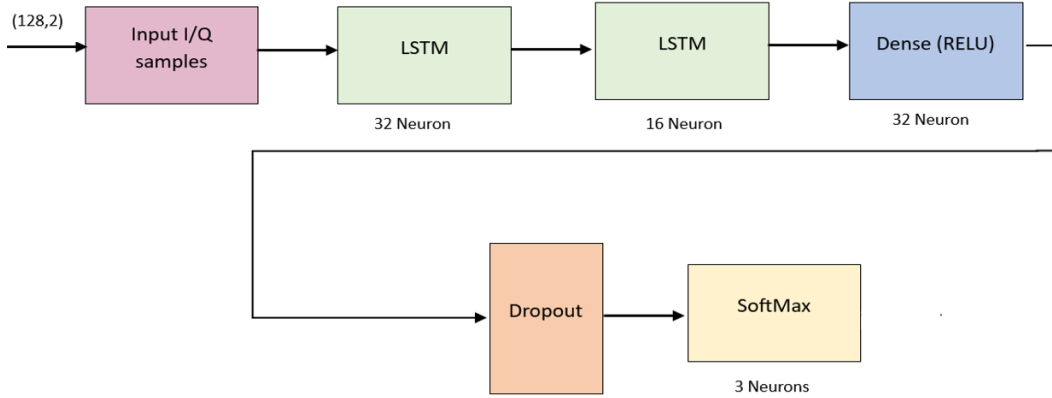 (128,2)
Input I/Q
samples
LSTM
LSTM
Dense (RELU)
32 Neuron
16 Neuron
32 Neuron
Dropout
SoftMax
3 Neurons